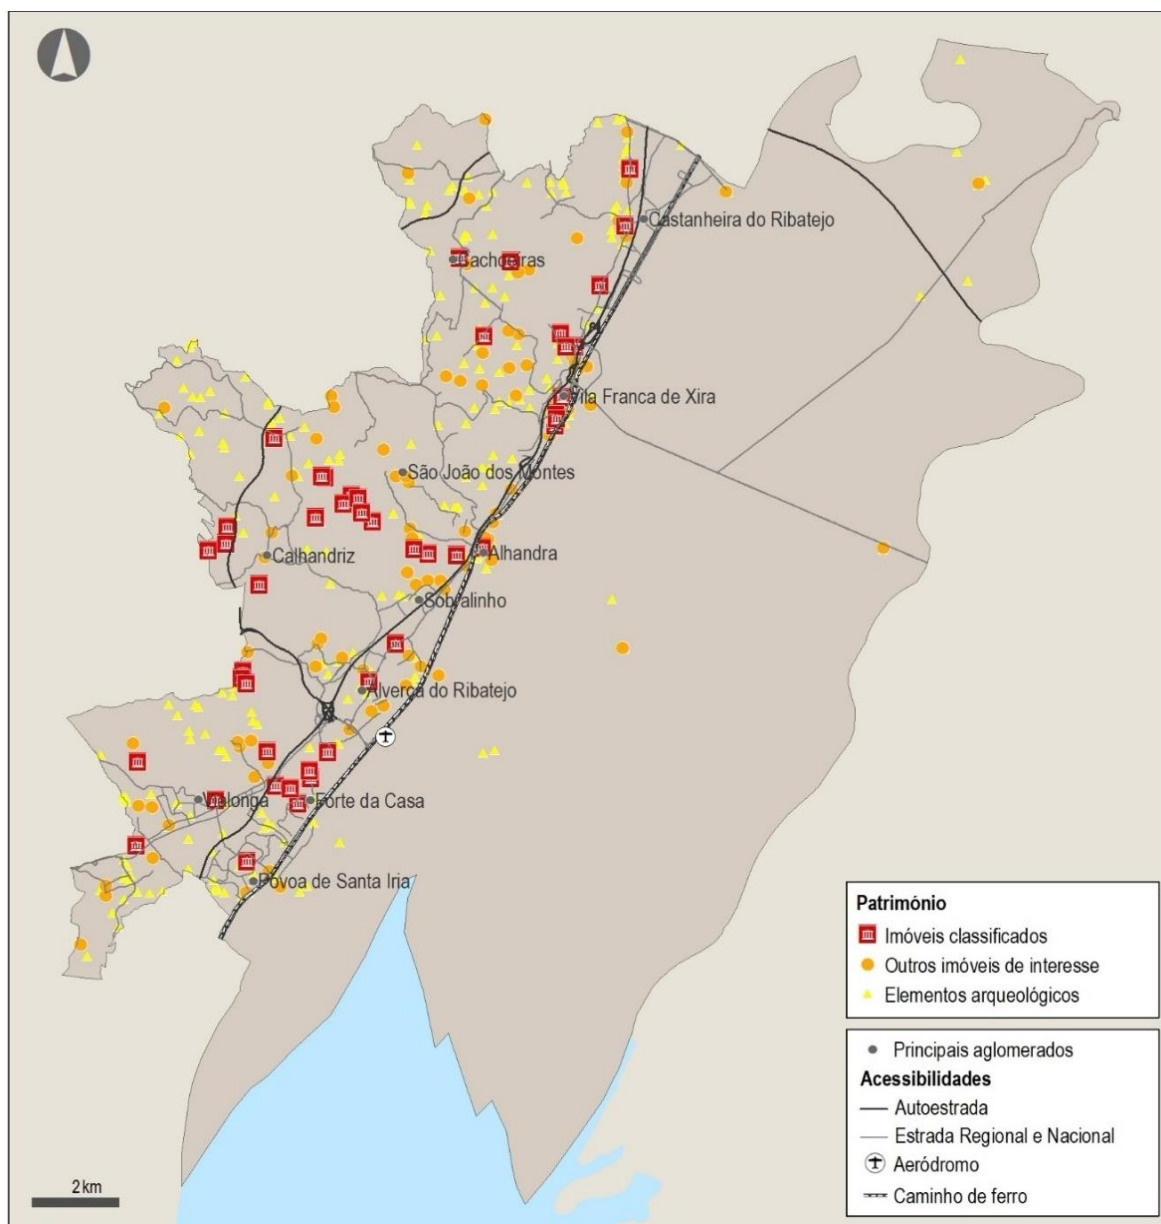 Castanheira do Ribatejo
Cachoeiras
Vila Franca de Xira
São João dos Montes
Alhandra
Calhandriz
Sobralinho
Alverca do Ribatejo
Vialonga
Forte da Casa
Póvoa de Santa Iria
Património
Imóveis classificados
Outros imóveis de interesse
Elementos arqueológicos
Principais aglomerados
Acessibilidades
Autoestrada
Estrada Regional e Nacional
Aeródromo
Caminho de ferro
2 km